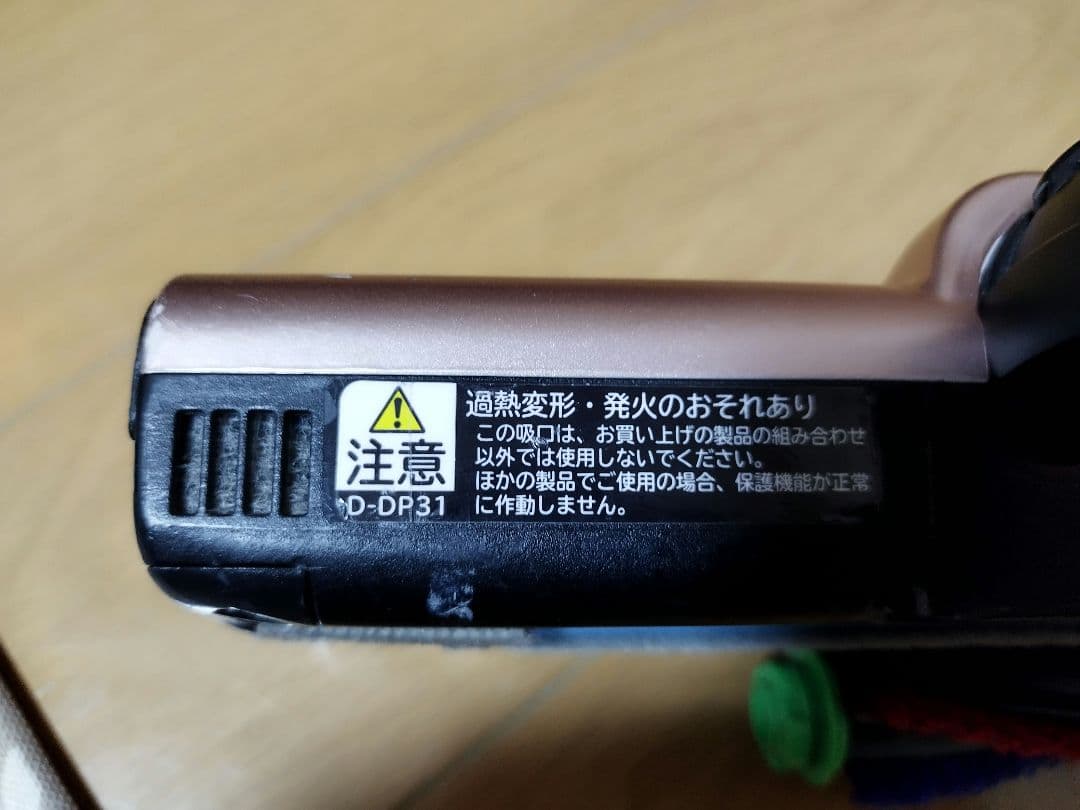 注意
D-DP31
過熱変形・発火のおそれあり
この吸口は、お買い上げの製品の組み合わせ
以外では使用しないでください。
ほかの製品でご使用の場合、保護機能が正常
に作動しません。